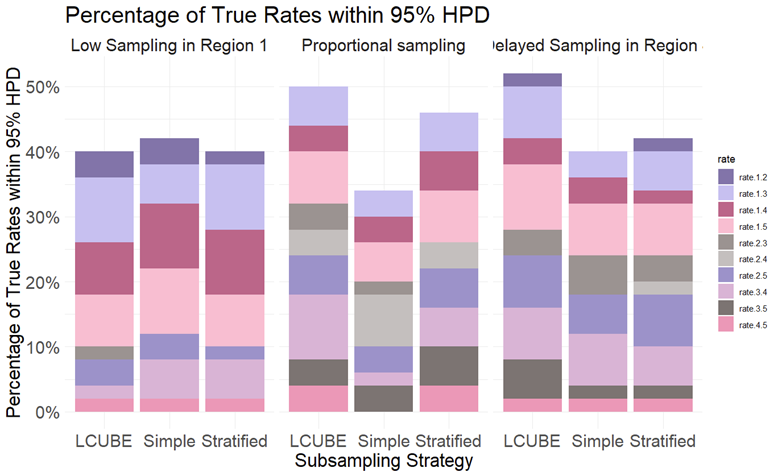 Percentage of True Rates within 95% HPD
Low Sampling in Region 1
Proportional sampling
Delayed Sampling in Region
Percentage of True Rates within 95% HPD
50%
40%
30%
20%
10%
0%
LCUBE Simple Stratified
LCUBE Simple Stratified
LCUBE Simple Stratified
Subsampling Strategy
rate
rate.1.2
rate.1.3
rate.1.4
rate.1.5
rate.2.3
rate.2.4
rate.2.5
rate.3.4
rate.3.5
rate.4.5